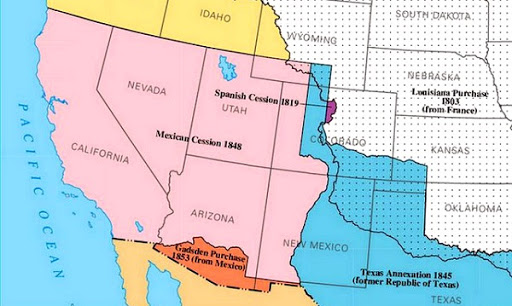 IDAHO
SOUTH DAKOTA
WYOMING
NEBRASKA
NEVADA
UTAH
Spanish Cession 1819
Louisiana Purchase
1803
(from France)
Mexican Cession 1848
COLORADO
KANSAS
CALIFORNIA
PACIFIC OCEAN
ARIZONA
OKLAHOMA
NEW MEXICO
Gadsden Purchase
1853 (from Mexico)
Texas Annexation 1845
(former Republic of Texas)
TEXAS